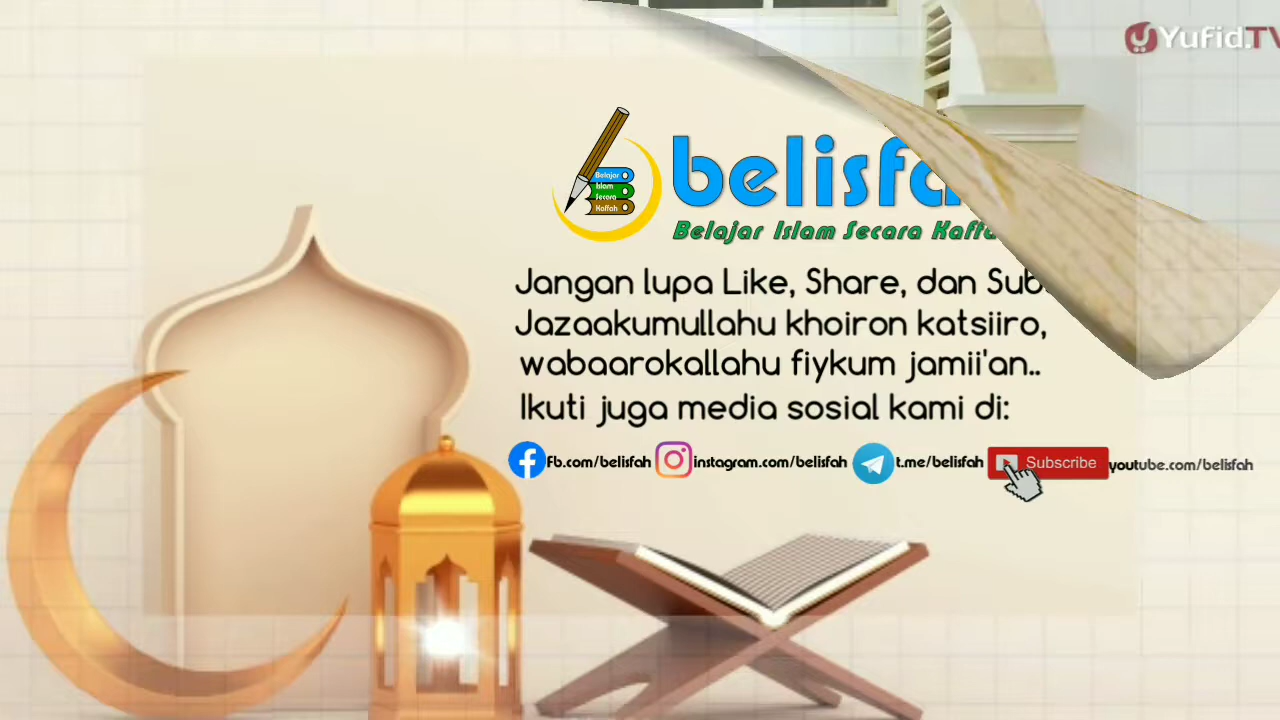 Yufid.TV
belisfa
Belajar
Islam
Secara
Kaffah
Belajar Islam Secara Kaffa
Jangan lupa Like, Share, dan Sub
Jazaakumullahu khoiron katsiiro,
wabaarokallahu fiykum jamii'an..
Ikuti juga media sosial kami di:
Fb.com/belisfah instagram.com/belisfah t.me/belisfah Subscribe youtube.com/belisfah